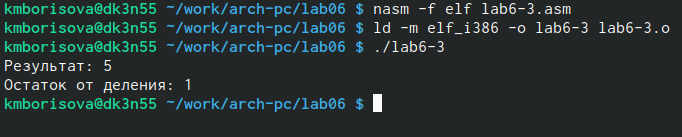 kmborisova@dk3n55 ~/work/arch-pc/lab06 $ nasm -f elf lab6-3.asm
kmborisova@dk3n55 ~/work/arch-pc/lab06 $ ld -m elf_i386 -o lab6-3 lab6-3.o
kmborisova@dk3n55 ~/work/arch-pc/lab06 $ ./lab6-3
Результат: 5
Остаток от деления: 1
kmborisova@dk3n55 ~/work/arch-pc/lab06 $